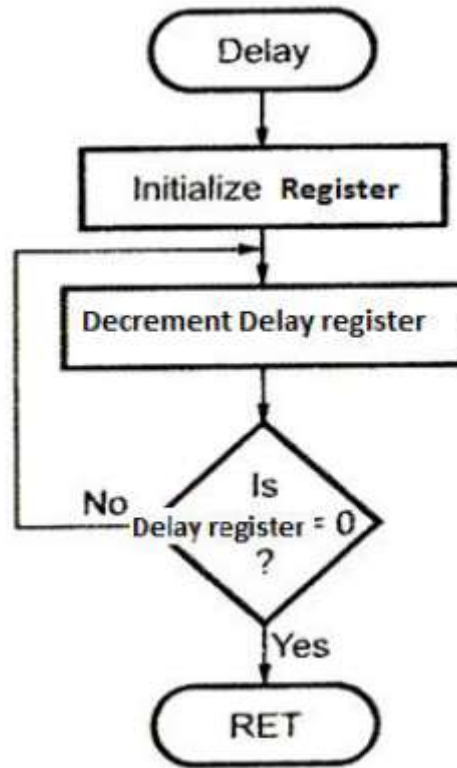 Delay
Initialize Register
Decrement Delay register
Is
No
Delay register = 0
?
Yes
RET